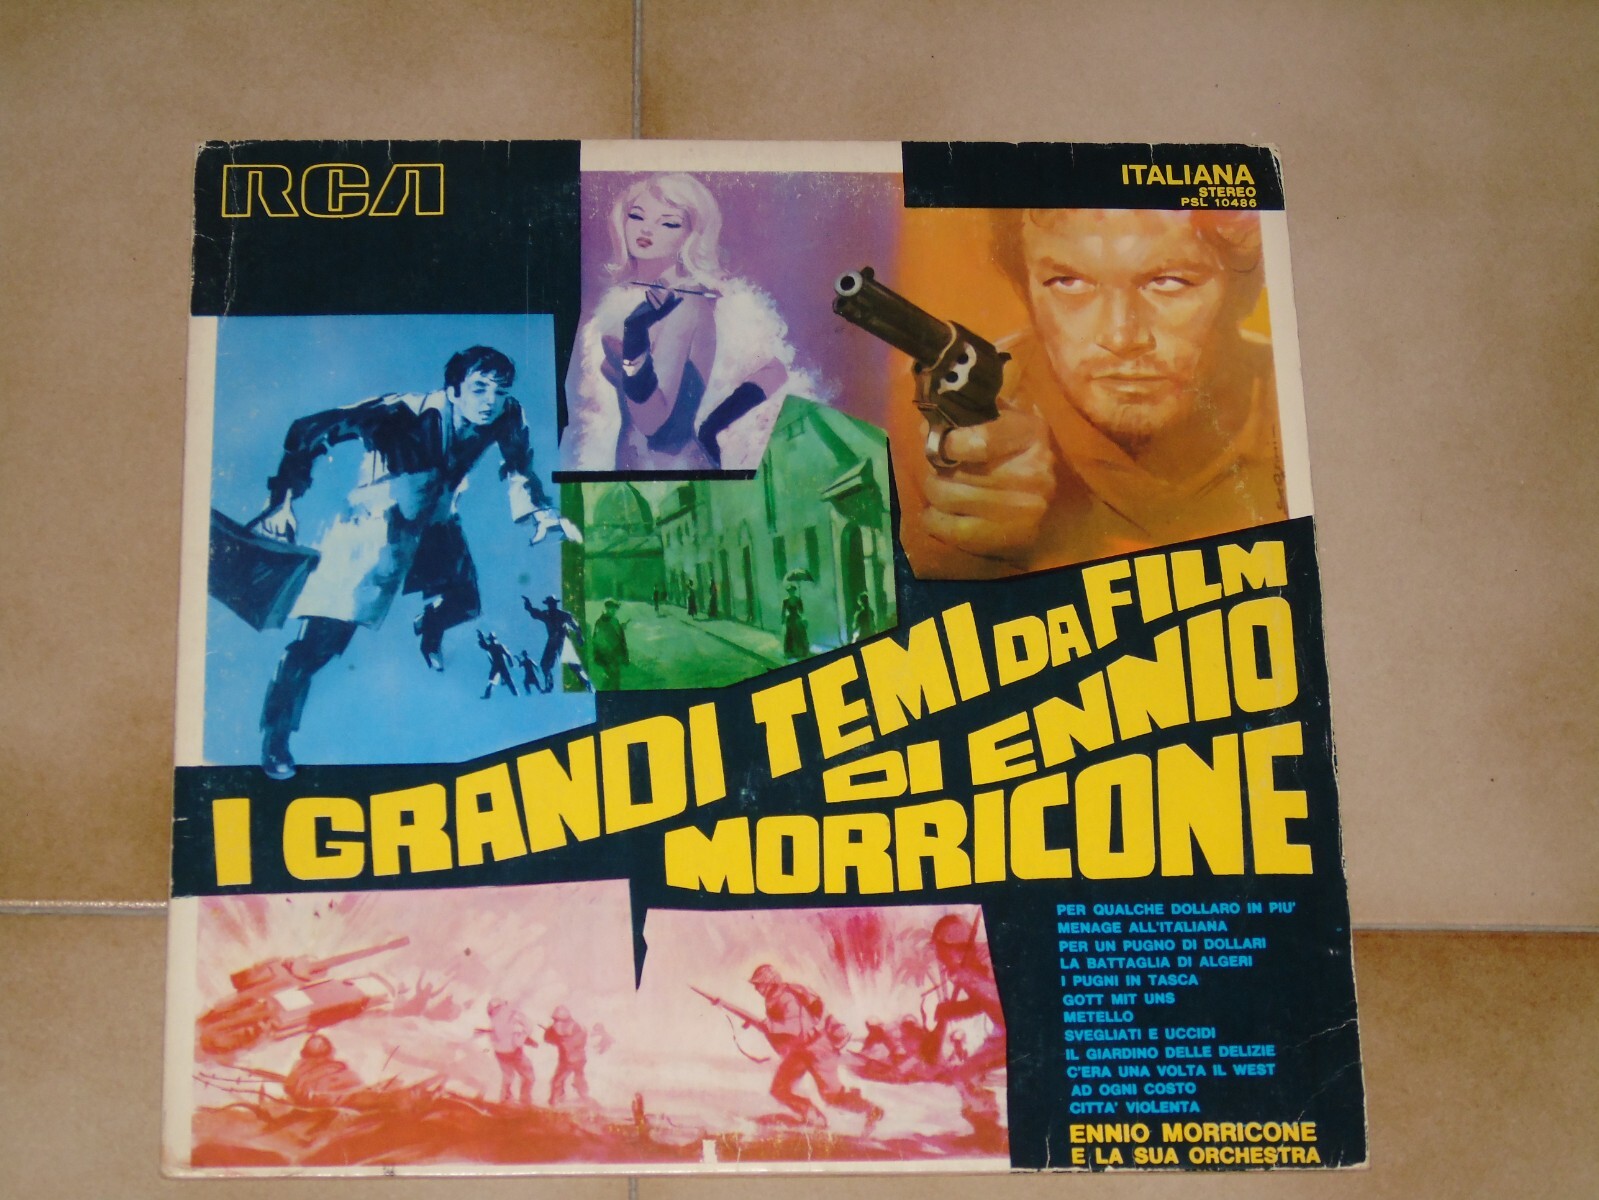 RCA
ITALIANA
STEREO
PSL 10486
I GRANDI TEMI DA FILM
DI ENNIO
MORRICONE
PER QUALCHE DOLLARO IN PIU'
MENAGE ALL'ITALIANA
PER UN PUGNO DI DOLLARI
LA BATTAGLIA DI ALGERI
I PUGNI IN TASCA
GOTT MIT UNS
METELLO
SVEGLIATI E UCCIDI
IL GIARDINO DELLE DELIZIE
C'ERA UNA VOLTA IL WEST
AD OGNI COSTO
CITTA' VIOLENTA
ENNIO MORRICONE
E LA SUA ORCHESTRA